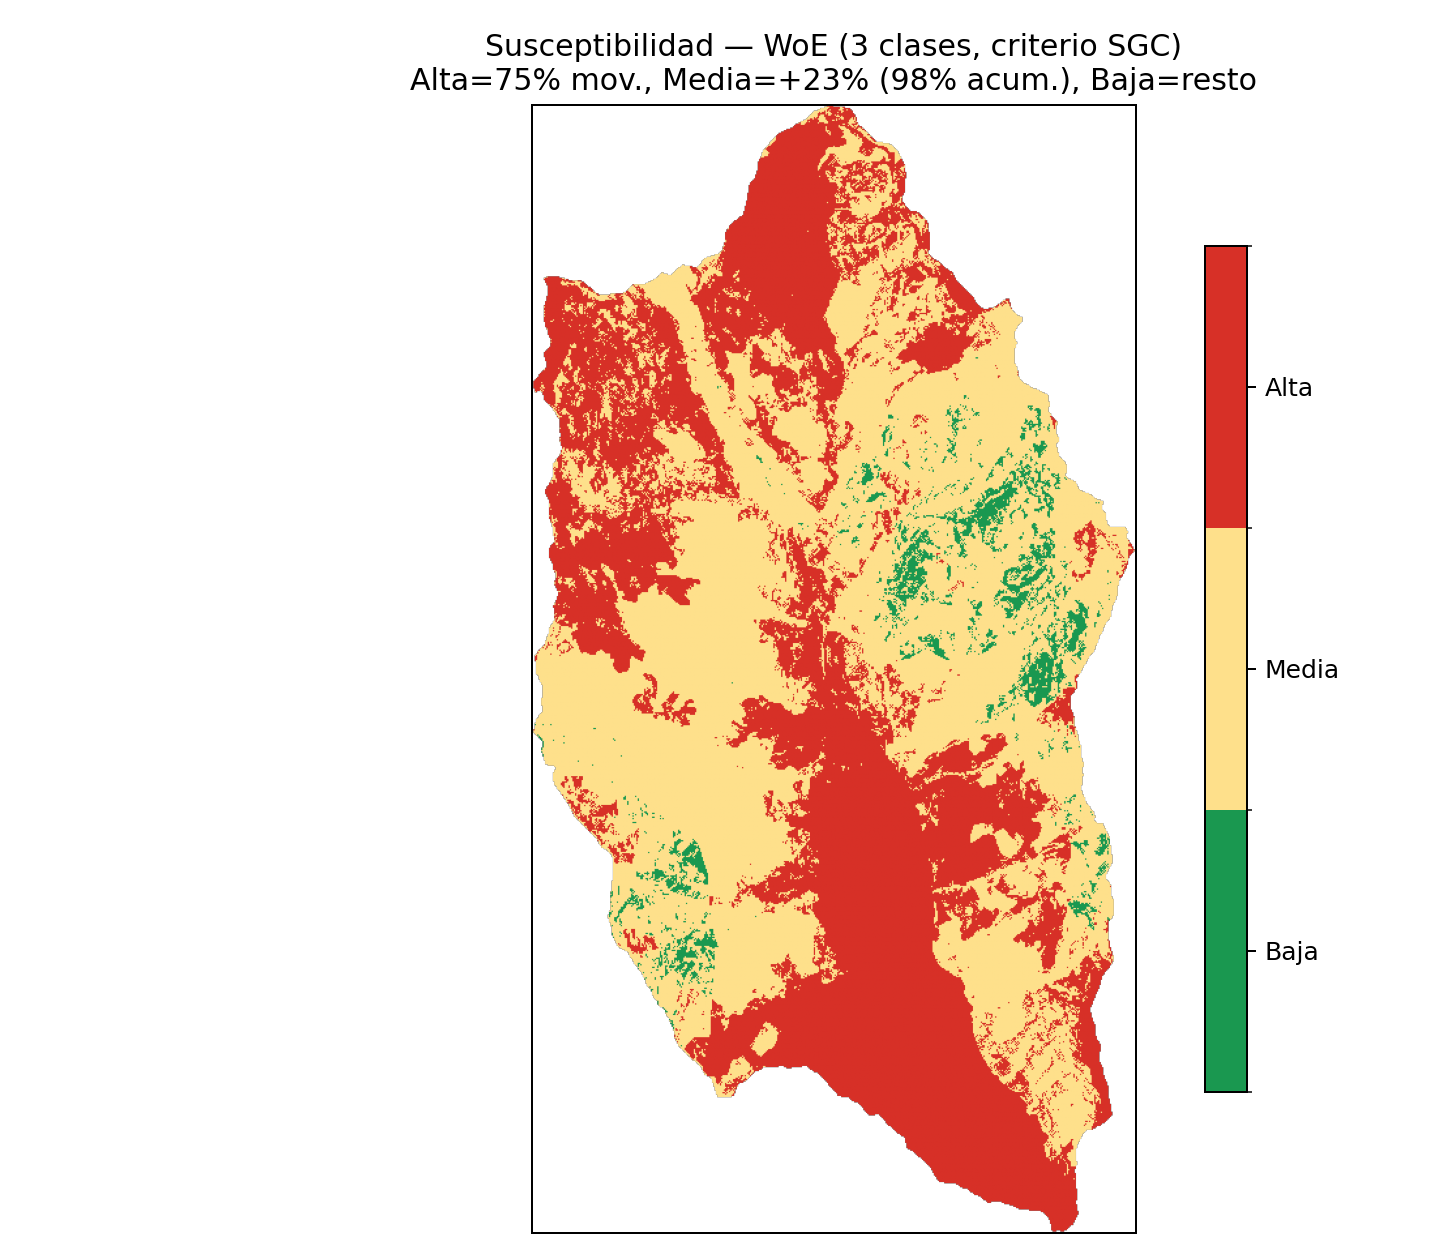 Susceptibilidad — WoE (3 clases, criterio SGC)
Alta=75% mov., Media=+23% (98% acum.), Baja=resto
Alta
Media
Baja